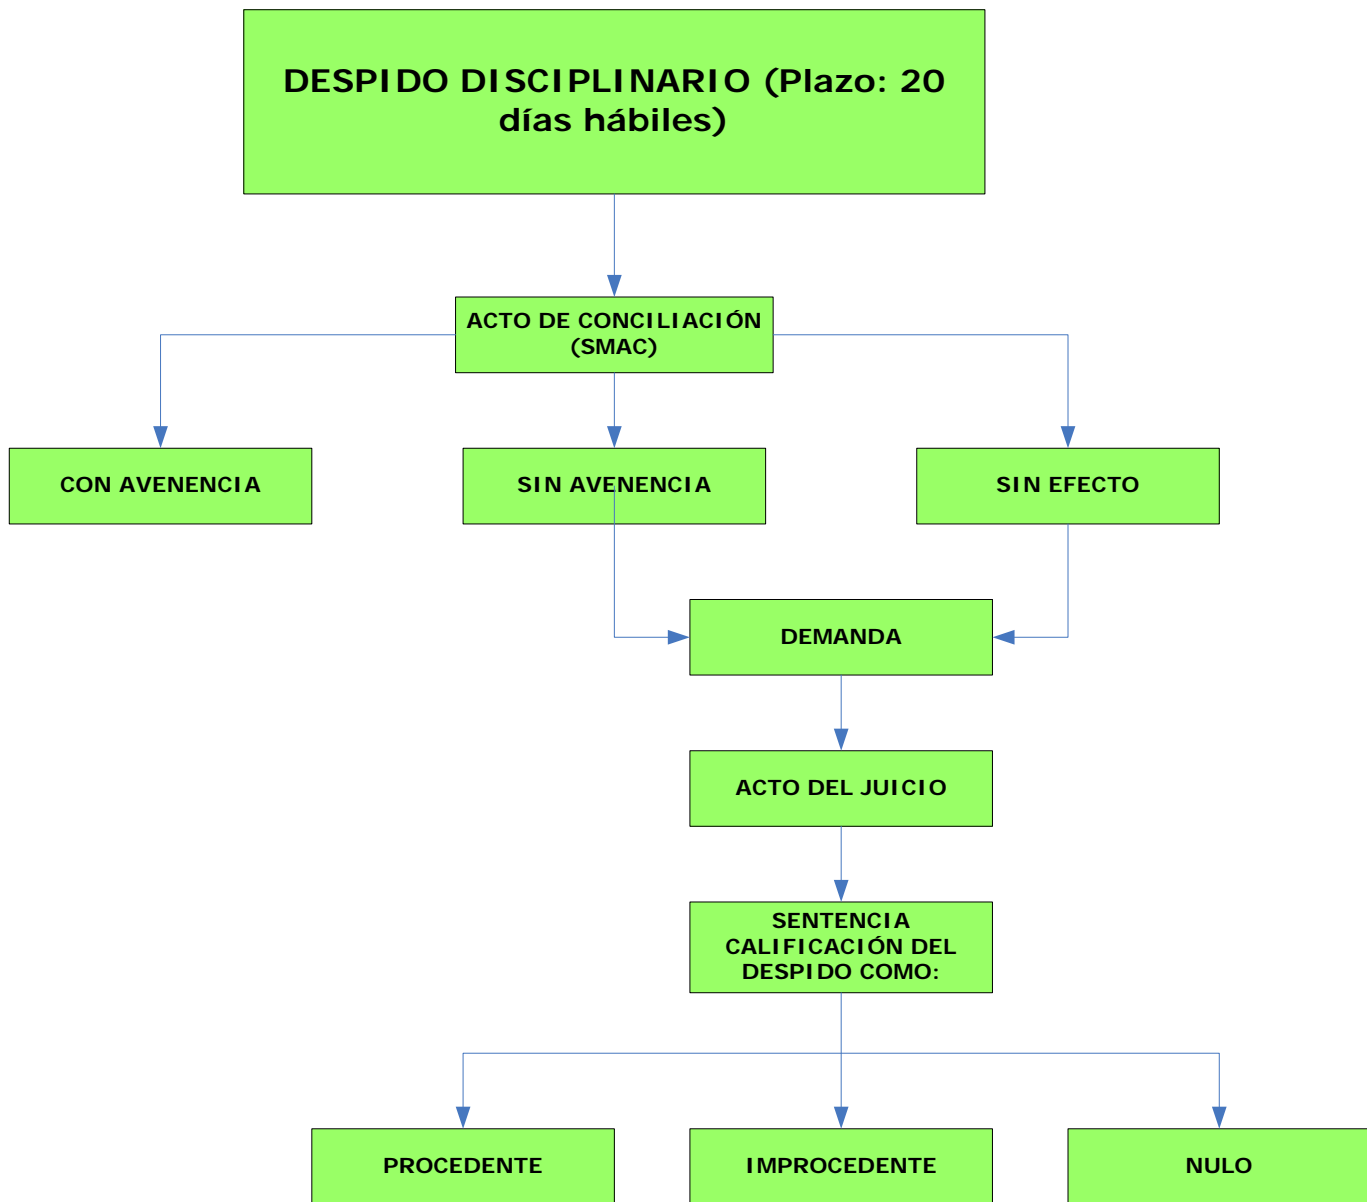 DESPIDO DISCIPLINARIO (Plazo: 20
días hábiles)
ACTO DE CONCILIACIÓN
(SMAC)
CON AVENENCIA
SIN AVENENCIA
SIN EFECTO
DEMANDA
ACTO DEL JUICIO
SENTENCIA
CALIFICACIÓN DEL
DESPIDO COMO:
PROCEDENTE
IMPROCEDENTE
NULO